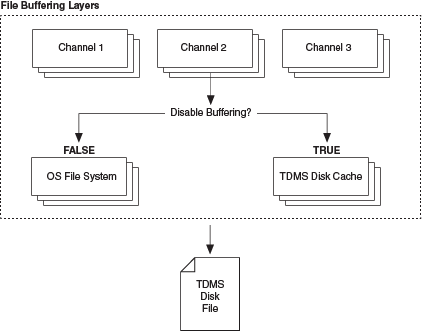 File Buffering Layers
Channel 1
Channel 2
Channel 3
Disable Buffering?
FALSE
TRUE
OS File System
TDMS Disk Cache
TDMS
Disk
File